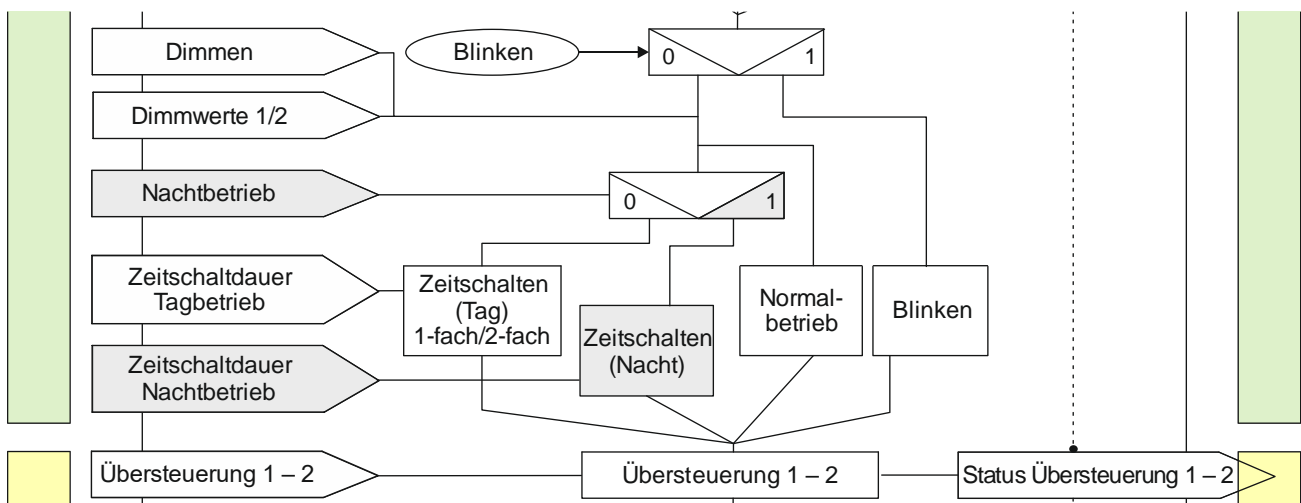 Dimmen
Blinken
0
1
Dimmwerte 1/2
Nachtbetrieb
0
1
Zeitschaltdauer
Tagbetrieb
Zeitschalten
(Tag)
1-fach/2-fach
Normal-
betrieb
Blinken
Zeitschalten
(Nacht)
Zeitschaltdauer
Nachtbetrieb
Übersteuerung 1 – 2
Übersteuerung 1 – 2
Status Übersteuerung 1 – 2